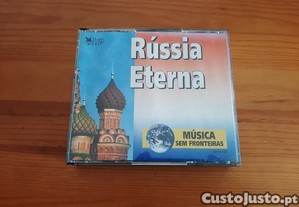 Rússia
Eterna
MÚSICA
SEM FRONTEIRAS
CustoJusto.pt